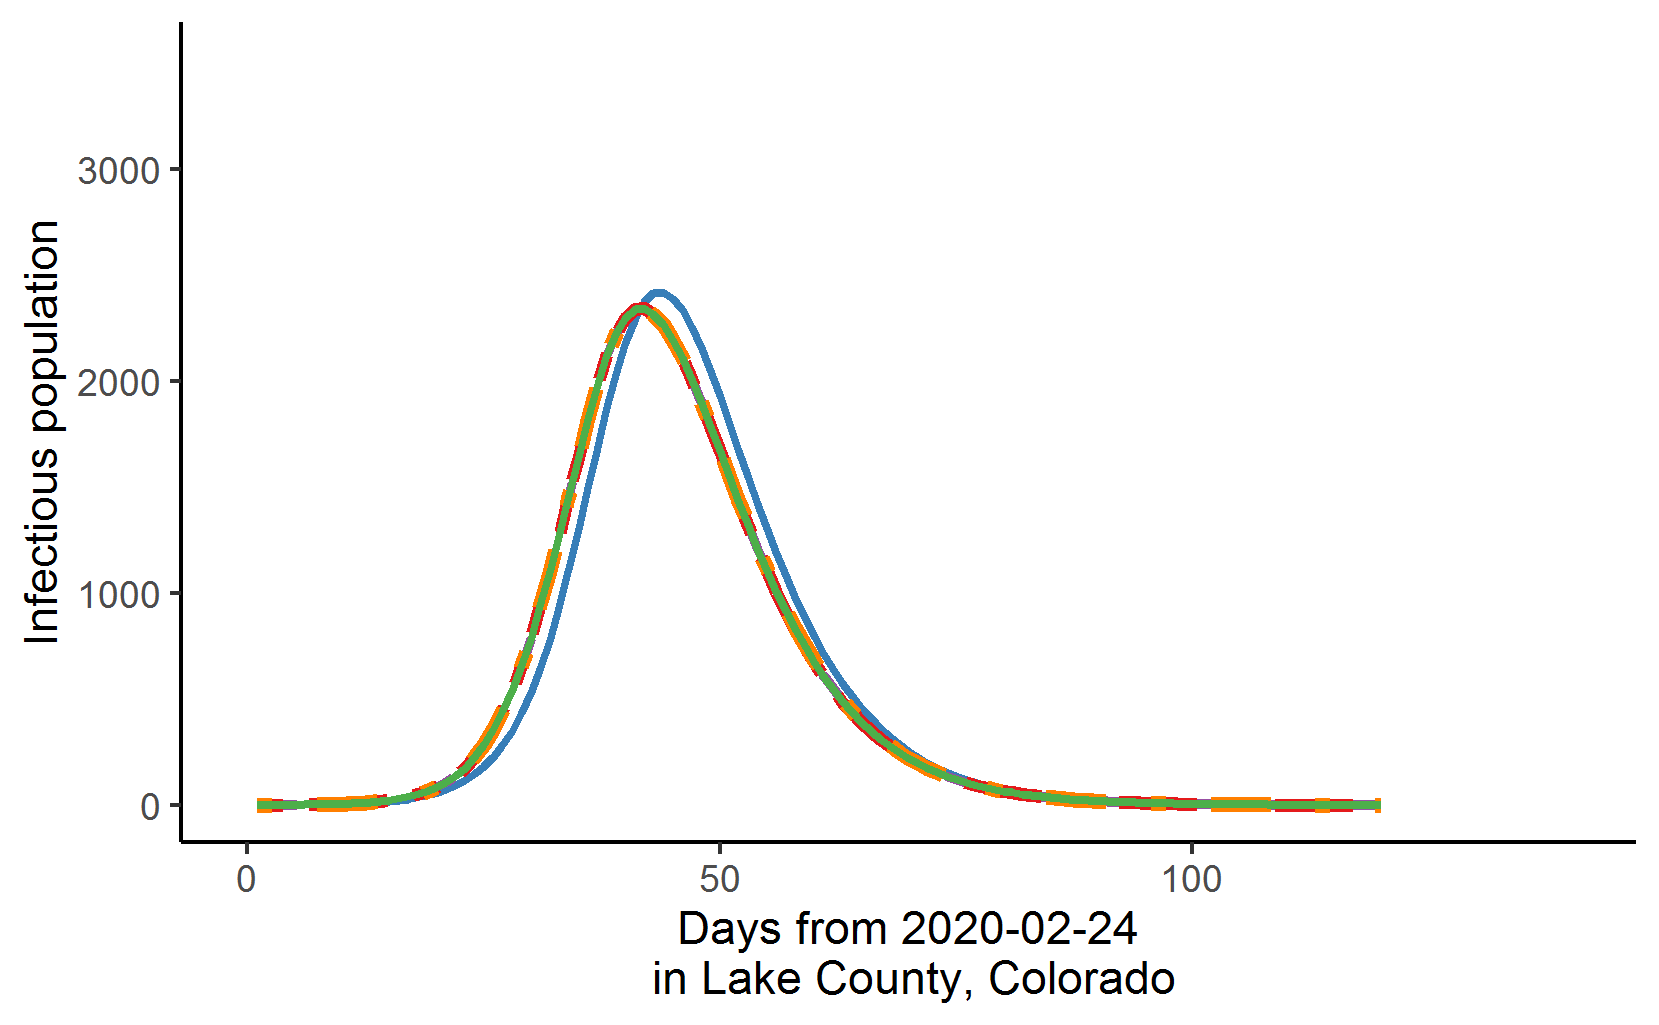 3000
2000
1000
0
Infectious population
0 50 100
Days from 2020-02-24
in Lake County, Colorado